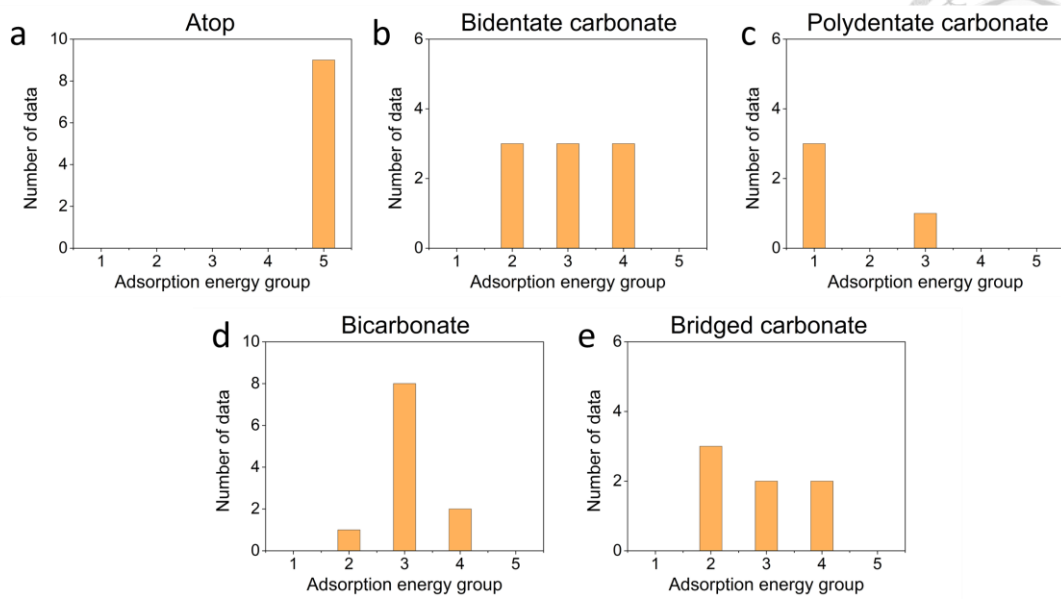 a
Atop
Number of data
10
8
6
4
2
0
1 2 3 4 5
Adsorption energy group
b
Bidentate carbonate
Number of data
6
4
2
0
1 2 3 4 5
Adsorption energy group
c
Polydentate carbonate
Number of data
6
4
2
0
1 2 3 4 5
Adsorption energy group
d
Bicarbonate
Number of data
10
8
6
4
2
0
1 2 3 4 5
Adsorption energy group
e
Bridged carbonate
Number of data
6
4
2
0
1 2 3 4 5
Adsorption energy group